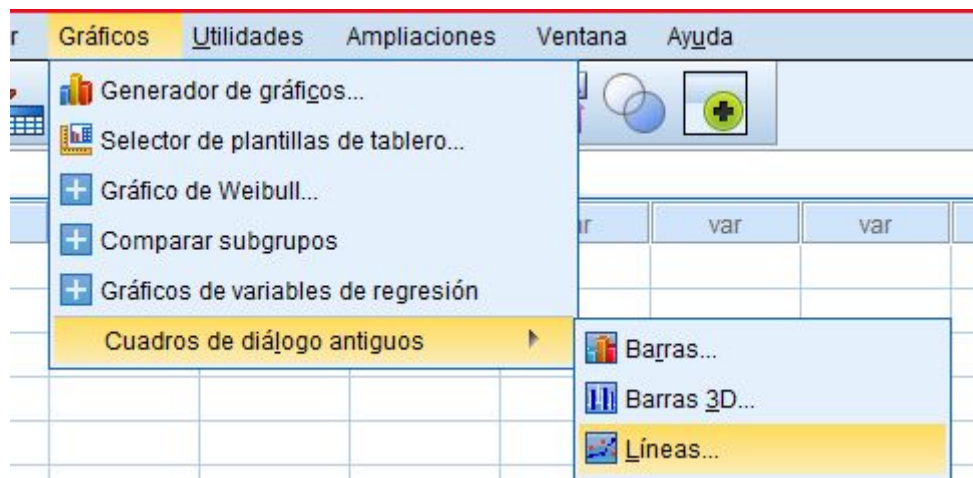 r Gráficos Utilidades Ampliaciones Ventana Ayuda
Generador de gráficos...
Selector de plantillas de tablero...
Gráfico de Weibull...
Comparar subgrupos
Gráficos de variables de regresión
Cuadros de diálogo antiguos
var var
Barras...
Barras 3D...
Líneas...